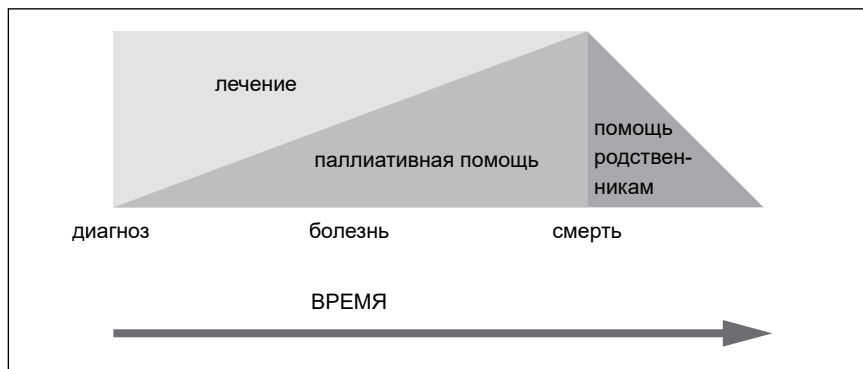 лечение
паллиативная помощь
помощь
родствен-
никам
диагноз болезнь смерть
ВРЕМЯ